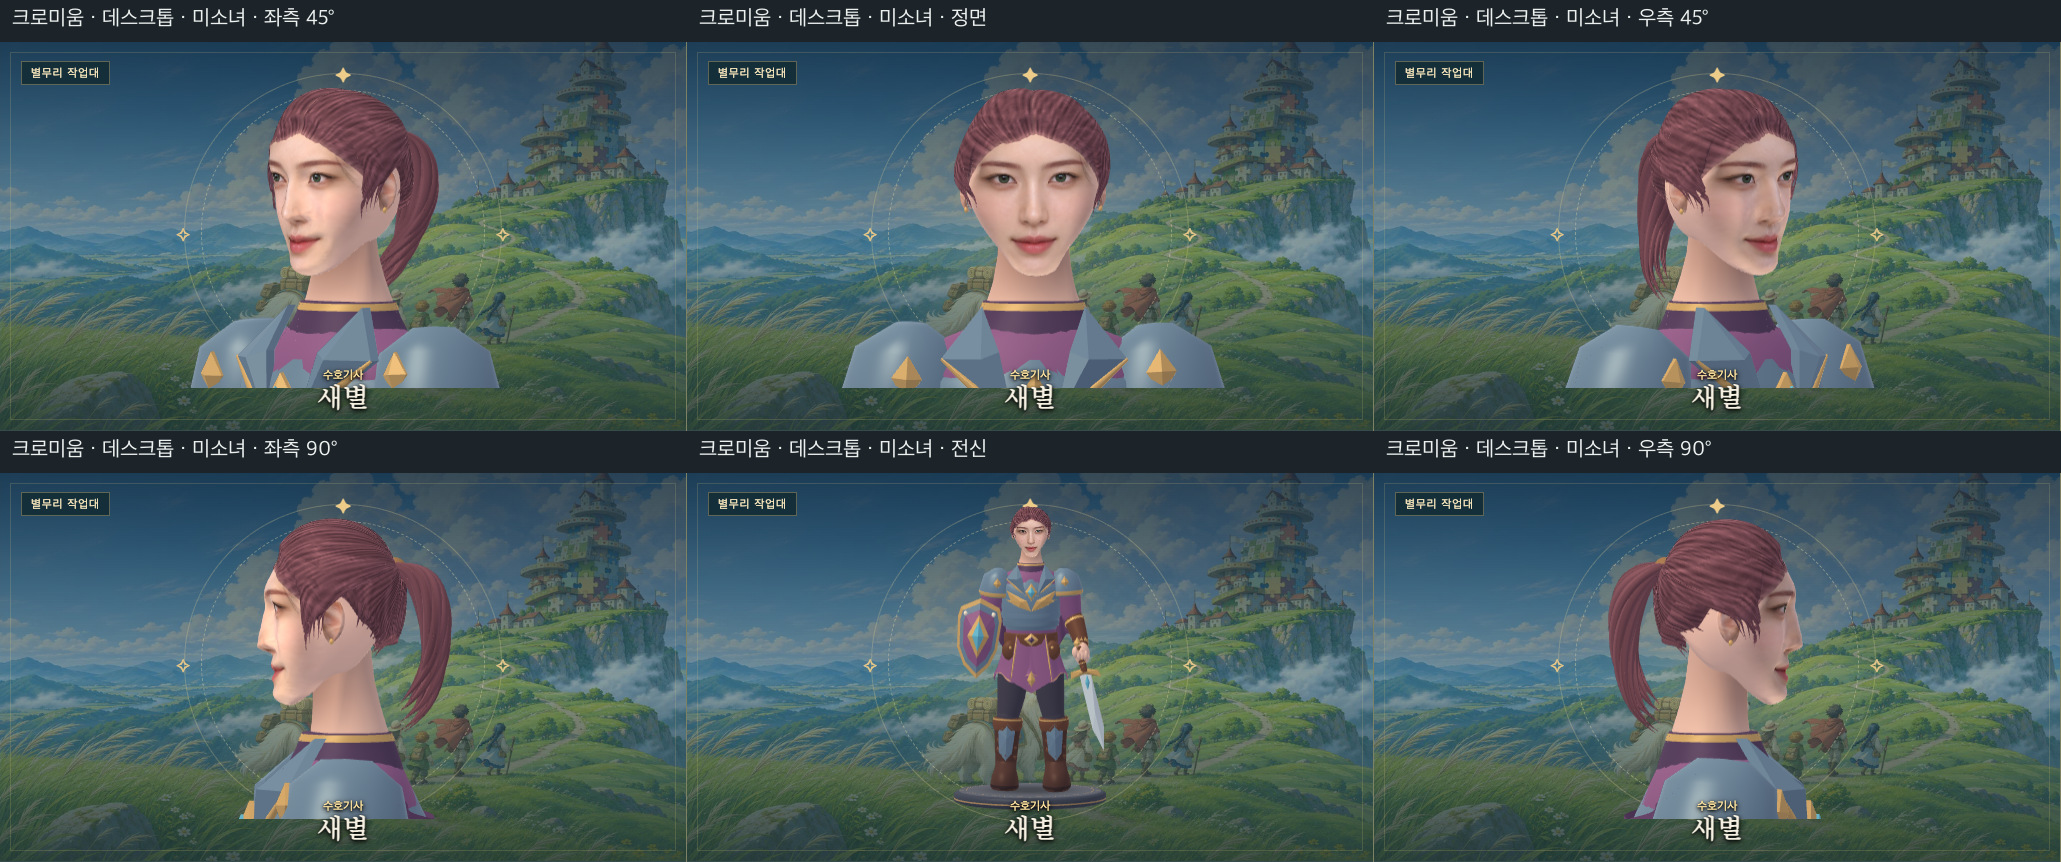 크로미움 · 데스크톱 · 미소녀 · 좌측 45°
별무리 작업대
수호기사
새별
크로미움 · 데스크톱 · 미소녀 · 정면
별무리 작업대
수호기사
새별
크로미움 · 데스크톱 · 미소녀 · 우측 45°
별무리 작업대
수호기사
새별
크로미움 · 데스크톱 · 미소녀 · 좌측 90°
별무리 작업대
수호기사
새별
크로미움 · 데스크톱 · 미소녀 · 전신
별무리 작업대
수호기사
새별
크로미움 · 데스크톱 · 미소녀 · 우측 90°
별무리 작업대
수호기사
새별